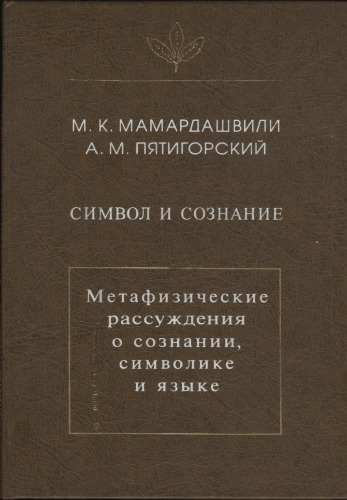 М. К. МАМАРДАШВИЛИ
А. М. ПЯТИГОРСКИЙ
СИМВОЛ И СОЗНАНИЕ
Метафизические
рассуждения
о сознании,
символике
и языке